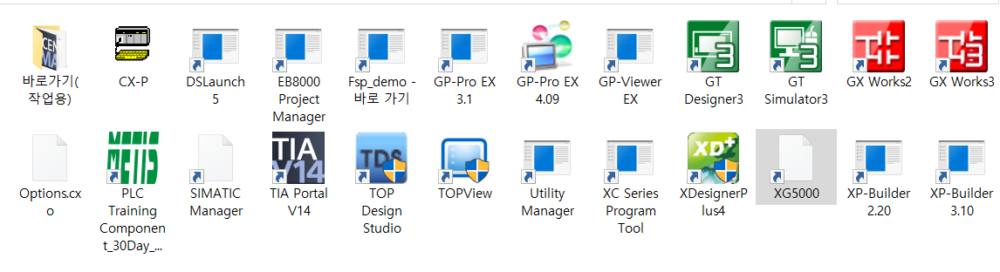 바로가기(
작업용)
CX-P
DSLaunch
5
EB8000
Project
Manager
Fsp_demo -
바로 가기
GP-Pro EX
3.1
GP-Pro EX
4.09
GP-Viewer
EX
GT
Designer3
GT
Simulator3
GX Works2
GX Works3
Options.cx
o
METIS
PLC
Training
Componen
t_30Day_...
SIMATIC
Manager
TIA
V14
TIA Portal
V14
TDS
TOP
Design
Studio
TOPView
Utility
Manager
XC Series
Program
Tool
XD+
XDesignerP
lus4
XG5000
XP-Builder
2.20
XP-Builder
3.10